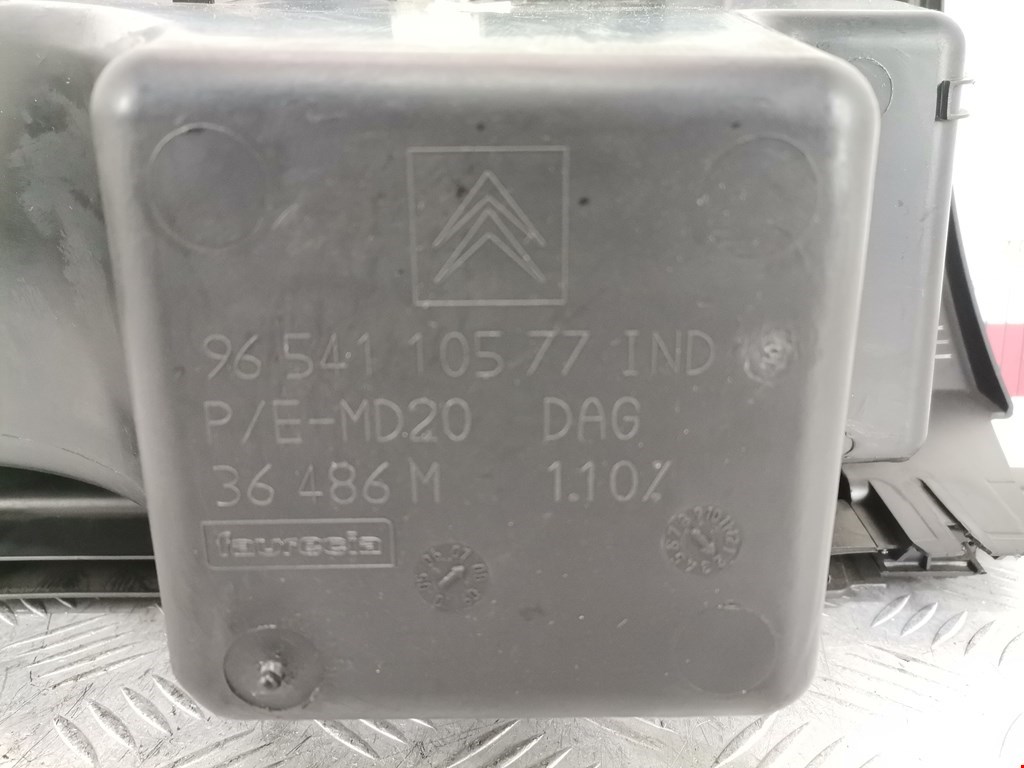 96 541 105 77 IND
P/E-MD20 DAG
36 486 M 1.10%
faurecia